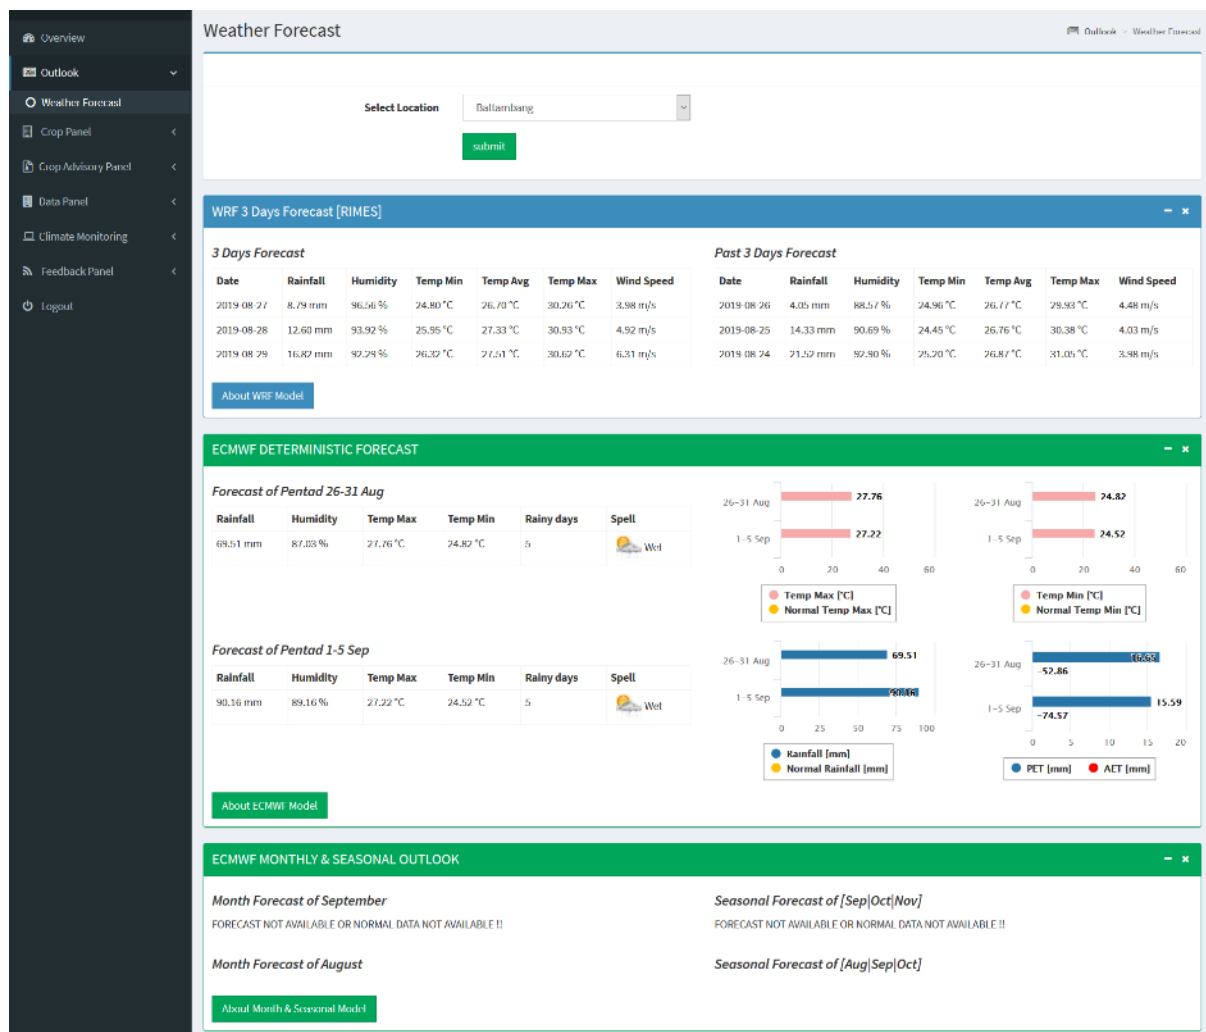 Overview
Outlook
Weather Forecast
Crop Panel
Crop Advisory Panel
Data Panel
Climate Monitoring
Feedback Panel
Logout
Weather Forecast
Outlook > Weather Forecast
Select Location Battambang
submit
WRF 3 Days Forecast [RIMES]
3 Days Forecast
Date Rainfall Humidity Temp Min Temp Avg Temp Max Wind Speed
2019-08-27 8.79 mm 96.56 % 24.80 °C 26.70 °C 30.26 °C 3.98 m/s
2019-08-28 12.60 mm 93.92 % 25.95 °C 27.33 °C 30.93 °C 4.92 m/s
2019-08-29 16.82 mm 92.29 % 26.32 °C 27.51 °C 30.62 °C 6.31 m/s
Past 3 Days Forecast
Date Rainfall Humidity Temp Min Temp Avg Temp Max Wind Speed
2019-08-26 4.05 mm 88.57 % 24.96 °C 26.77 °C 29.93 °C 4.48 m/s
2019-08-25 14.33 mm 90.69 % 24.45 °C 26.76 °C 30.38 °C 4.03 m/s
2019-08-24 21.52 mm 92.90 % 25.20 °C 26.87 °C 31.05 °C 3.98 m/s
About WRF Model
ECMWF DETERMINISTIC FORECAST
Forecast of Pentad 26-31 Aug
Rainfall Humidity Temp Max Temp Min Rainy days Spell
69.51 mm 87.03 % 27.76 °C 24.82 °C 5 Wet
26-31 Aug 27.76
1-5 Sep 27.22
0 20 40 60
Temp Max [°C]
Normal Temp Max [°C]
26-31 Aug 24.82
1-5 Sep 24.52
0 20 40 60
Temp Min [°C]
Normal Temp Min [°C]
Forecast of Pentad 1-5 Sep
Rainfall Humidity Temp Max Temp Min Rainy days Spell
90.16 mm 89.16 % 27.22 °C 24.52 °C 5 Wet
26-31 Aug 69.51
1-5 Sep 90.16
0 25 50 75 100
Rainfall [mm]
Normal Rainfall [mm]
26-31 Aug 16.65
-52.86
1-5 Sep 15.59
-74.57
0 5 10 15 20
PET [mm] AET [mm]
About ECMWF Model
ECMWF MONTHLY & SEASONAL OUTLOOK
Month Forecast of September
FORECAST NOT AVAILABLE OR NORMAL DATA NOT AVAILABLE !!
Seasonal Forecast of [Sep|Oct|Nov]
FORECAST NOT AVAILABLE OR NORMAL DATA NOT AVAILABLE !!
Month Forecast of August
Seasonal Forecast of [Aug|Sep|Oct]
About Month & Seasonal Model